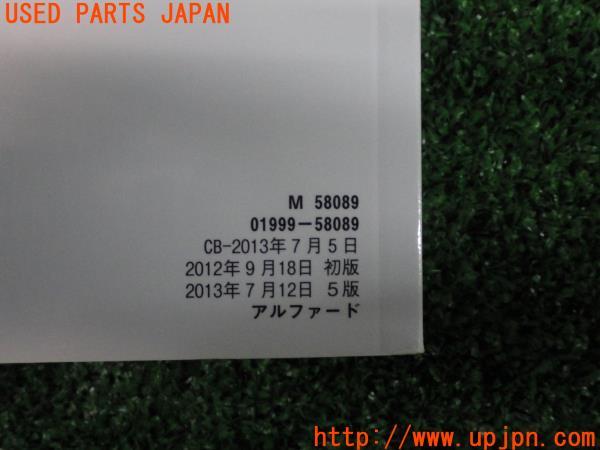 USED PARTS JAPAN
M 58089
01999-58089
CB-2013年7月5日
2012年9月18日 初版
2013年7月12日 5版
アルファード
http://www.upjpn.com